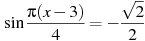 sin π(x − 3)/4 = −√2/2